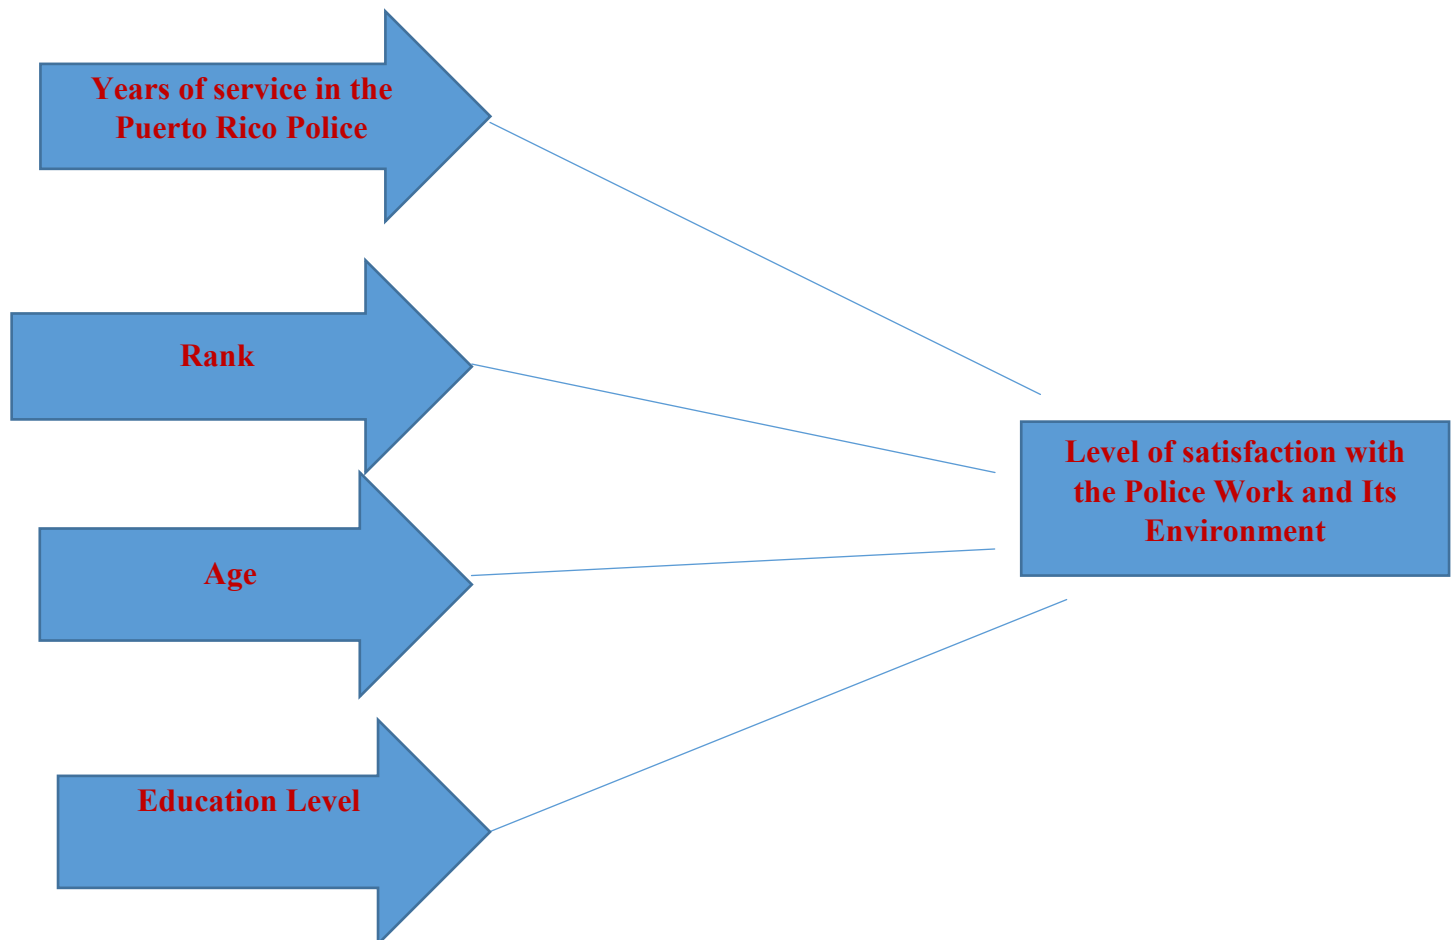 Years of service in the
Puerto Rico Police
Rank
Level of satisfaction with
the Police Work and Its
Environment
Age
Education Level